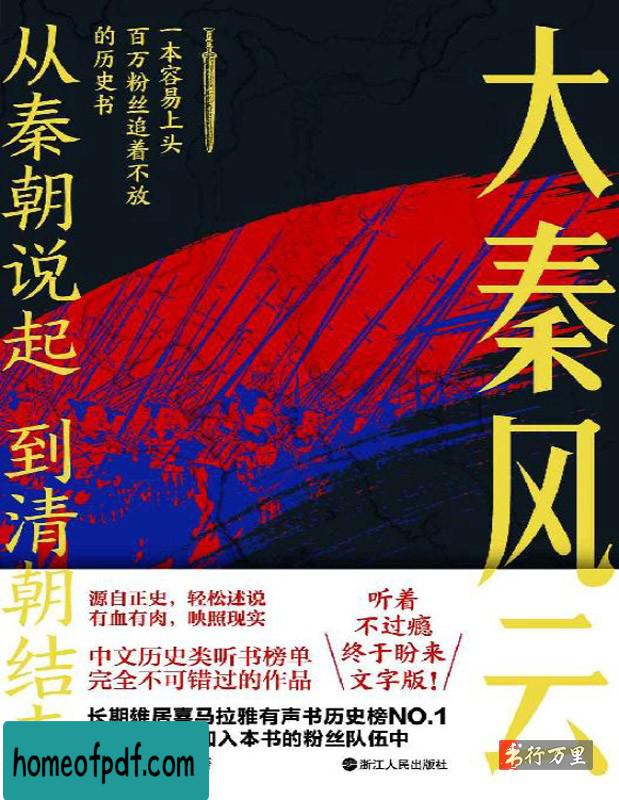 大秦风云
一本容易上头
百万粉丝追着不放
的历史书
从秦朝说起 到清朝结
源自正史，轻松述说
有血有肉，映照现实
中文历史类听书榜单
完全不可错过的作品
听着
不过瘾
终于盼来
文字版！
长期雄居喜马拉雅有声书历史榜NO.1
加入本书的粉丝队伍中
浙江人民出版社
书行万里
homeofpdf.com